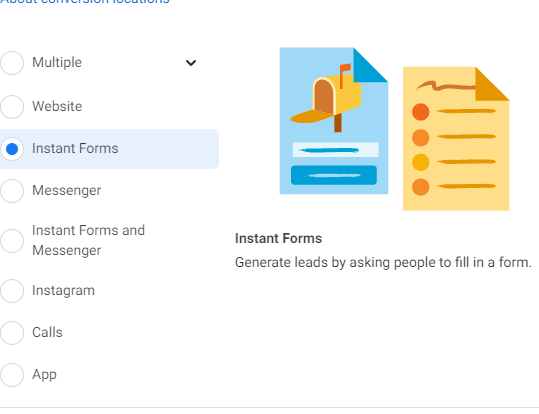 About conversion locations
Multiple
Website
Instant Forms
Messenger
Instant Forms and
Messenger
Instagram
Calls
App
Instant Forms
Generate leads by asking people to fill in a form.